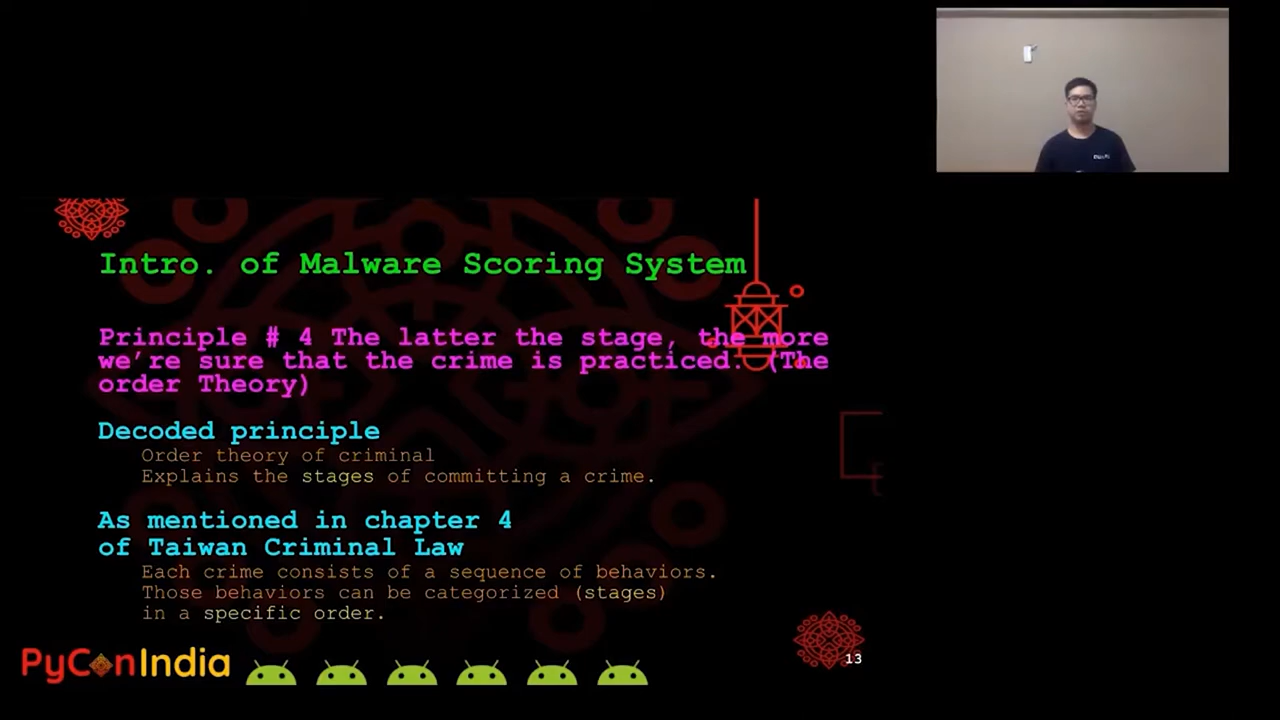 Intro. of Malware Scoring System
Principle # 4 The latter the stage, the more
we’re sure that the crime is practiced. (The
order Theory)
Decoded principle
Order theory of criminal
Explains the stages of committing a crime.
As mentioned in chapter 4
of Taiwan Criminal Law
Each crime consists of a sequence of behaviors.
Those behaviors can be categorized (stages)
in a specific order.
PyConIndia
13